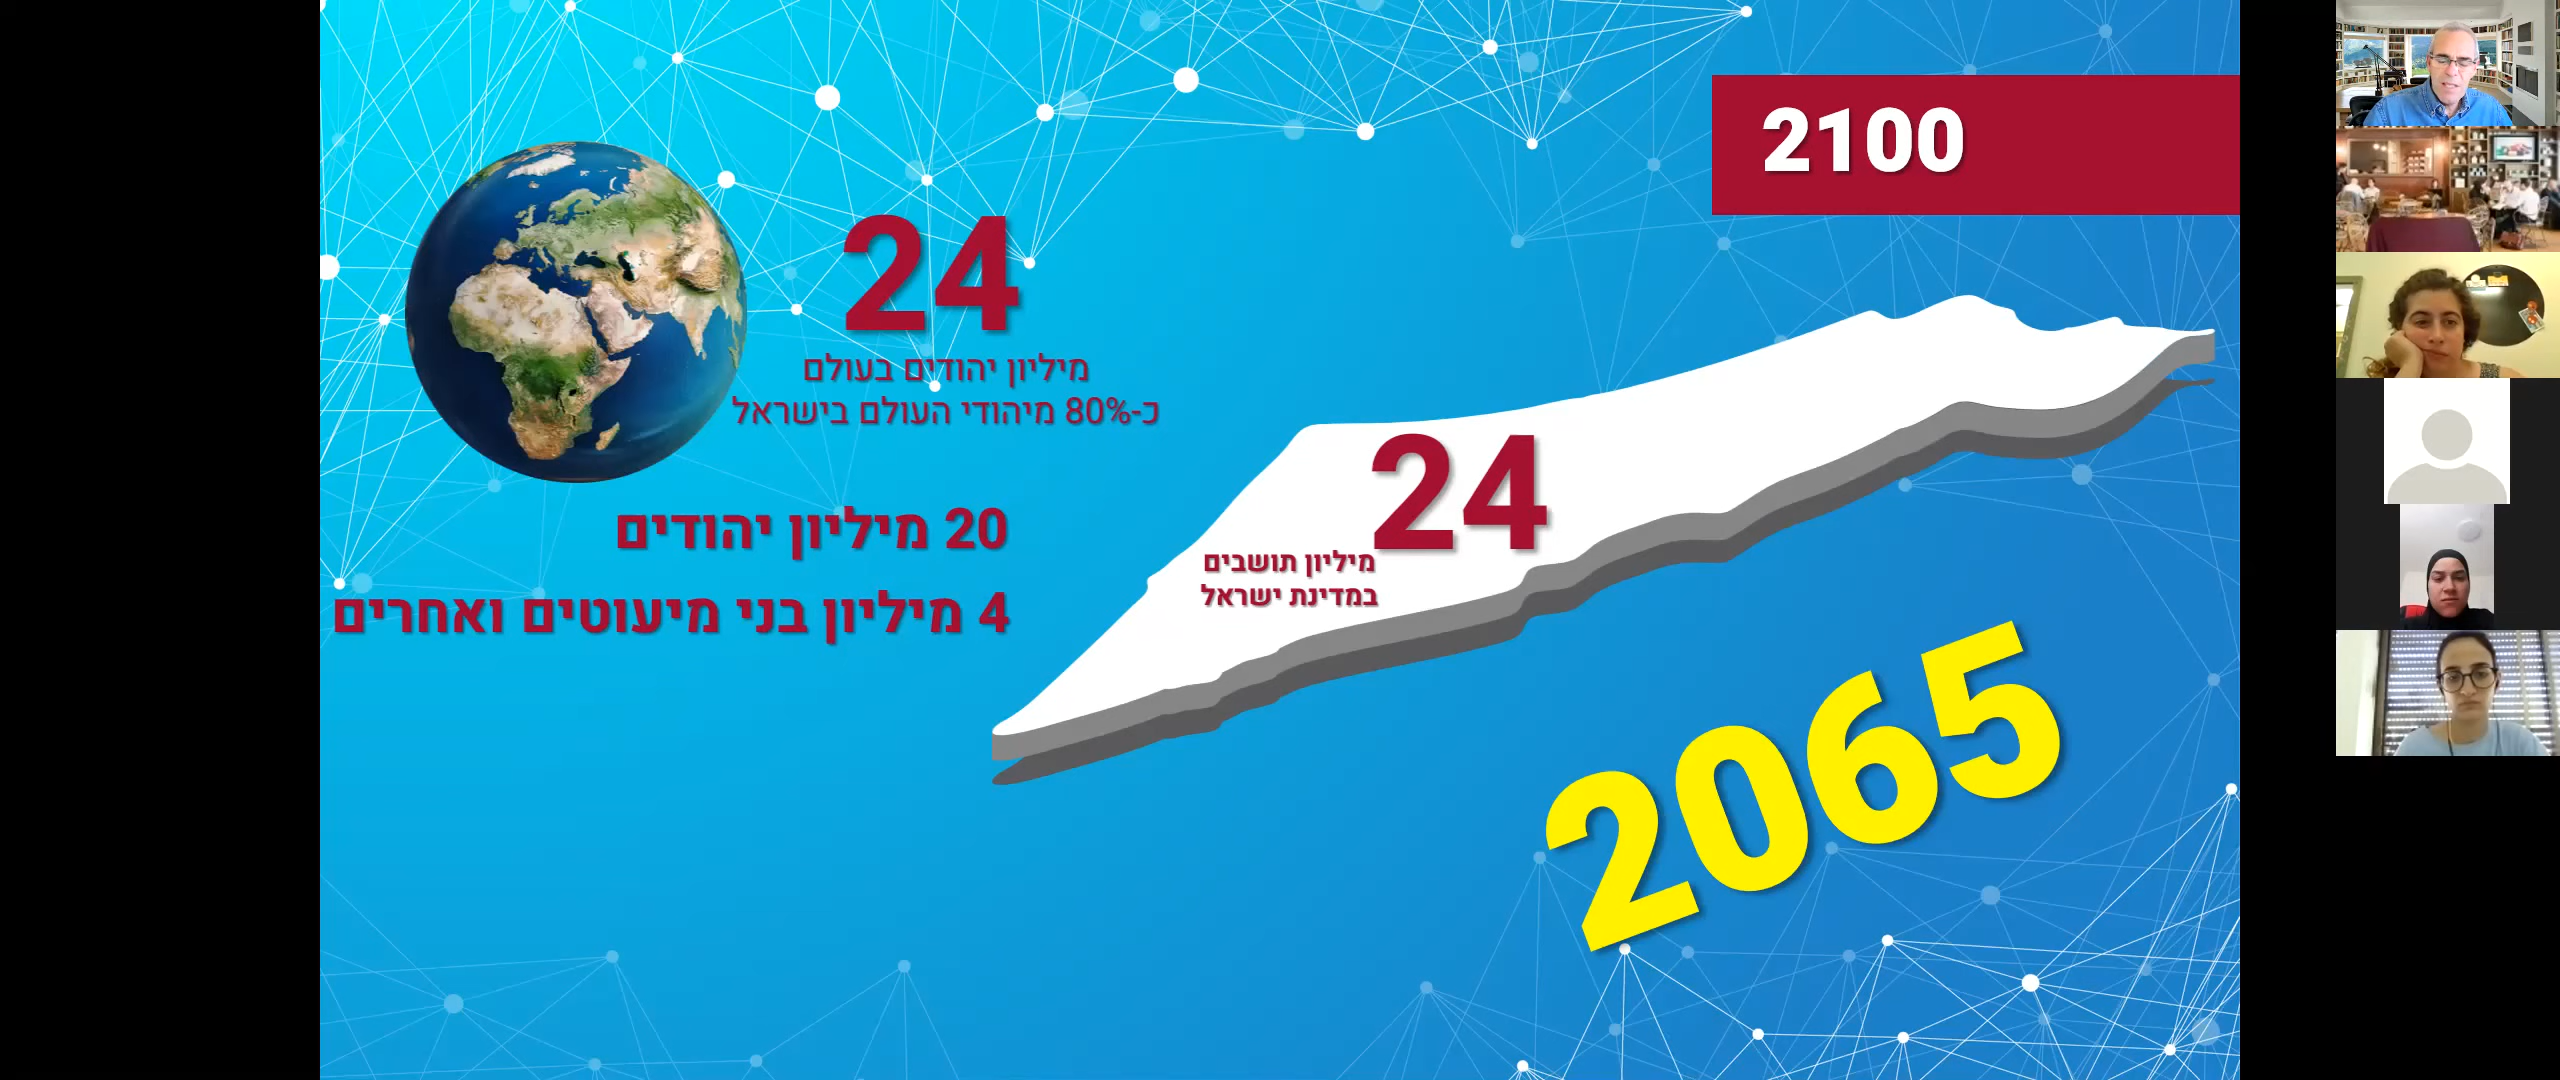 2100
24
מיליון יהודים בעולם
כ-80% מיהודי העולם בישראל
24
מיליון תושבים
במדינת ישראל
20 מיליון יהודים
4 מיליון בני מיעוטים ואחרים
2065